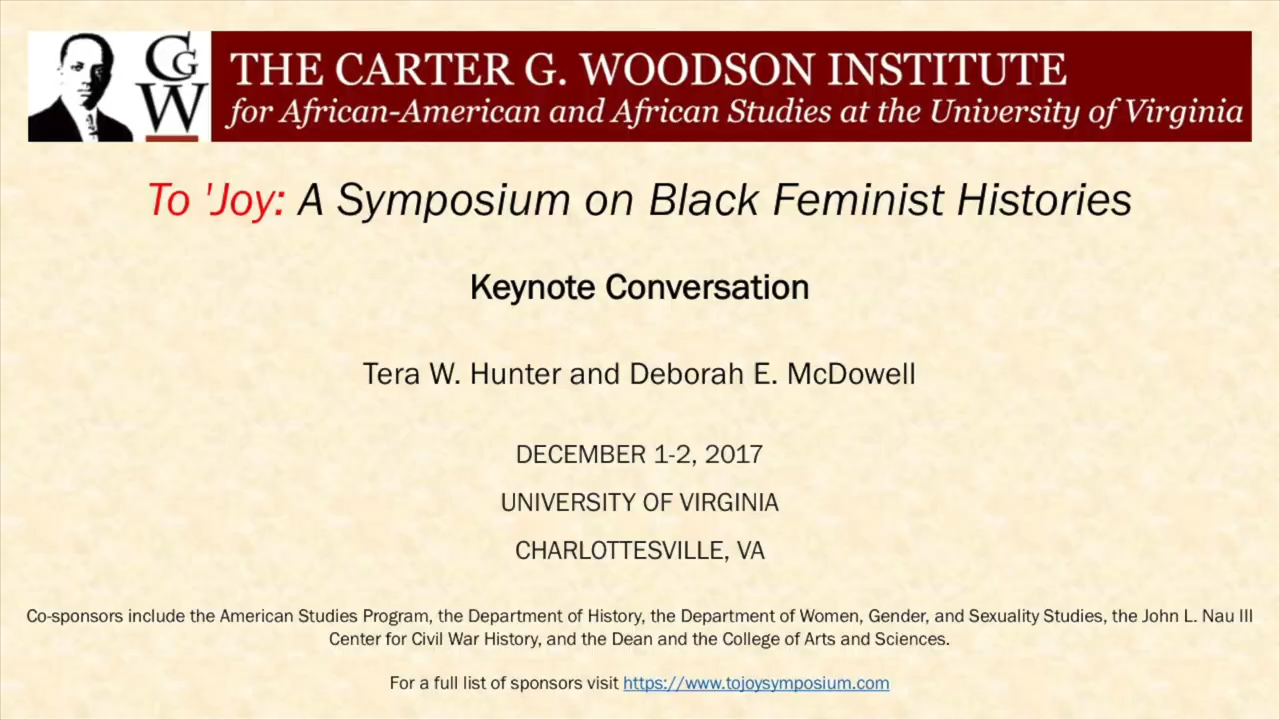 CGW
THE CARTER G. WOODSON INSTITUTE
for African-American and African Studies at the University of Virginia
To 'Joy: A Symposium on Black Feminist Histories
Keynote Conversation
Tera W. Hunter and Deborah E. McDowell
DECEMBER 1-2, 2017
UNIVERSITY OF VIRGINIA
CHARLOTTESVILLE, VA
Co-sponsors include the American Studies Program, the Department of History, the Department of Women, Gender, and Sexuality Studies, the John L. Nau III
Center for Civil War History, and the Dean and the College of Arts and Sciences.
For a full list of sponsors visit https://www.tojoysymposium.com